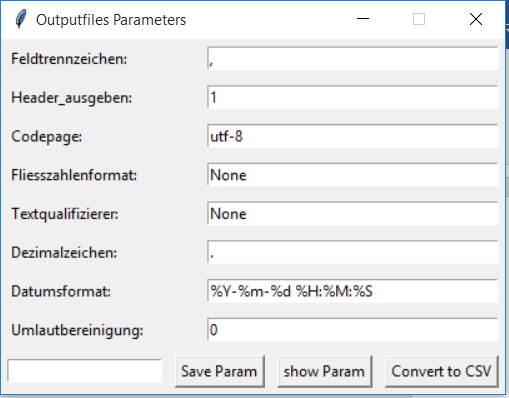 Outputfiles Parameters
Feldtrennzeichen: ,
Header_ausgeben: 1
Codepage: utf-8
Fliesszahlenformat: None
Textqualifizierer: None
Dezimalzeichen: .
Datumsformat: %Y-%m-%d %H:%M:%S
Umlautbereinigung: 0
Save Param show Param Convert to CSV